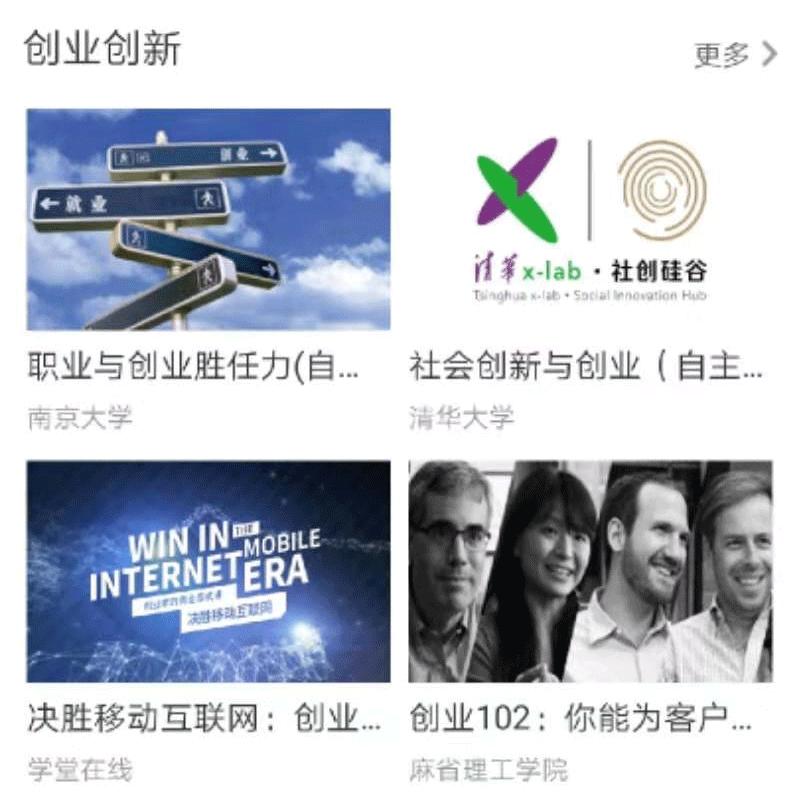 创业创新
更多
创业
就业
清华x-lab·社创硅谷
Tsinghua x-lab • Social Innovation Hub
职业与创业胜任力(自...
社会创新与创业（自主...
南京大学
清华大学
WIN IN THE
MOBILE
INTERNET ERA
决胜移动互联网
决胜移动互联网：创业...
创业102：你能为客户...
学堂在线
麻省理工学院